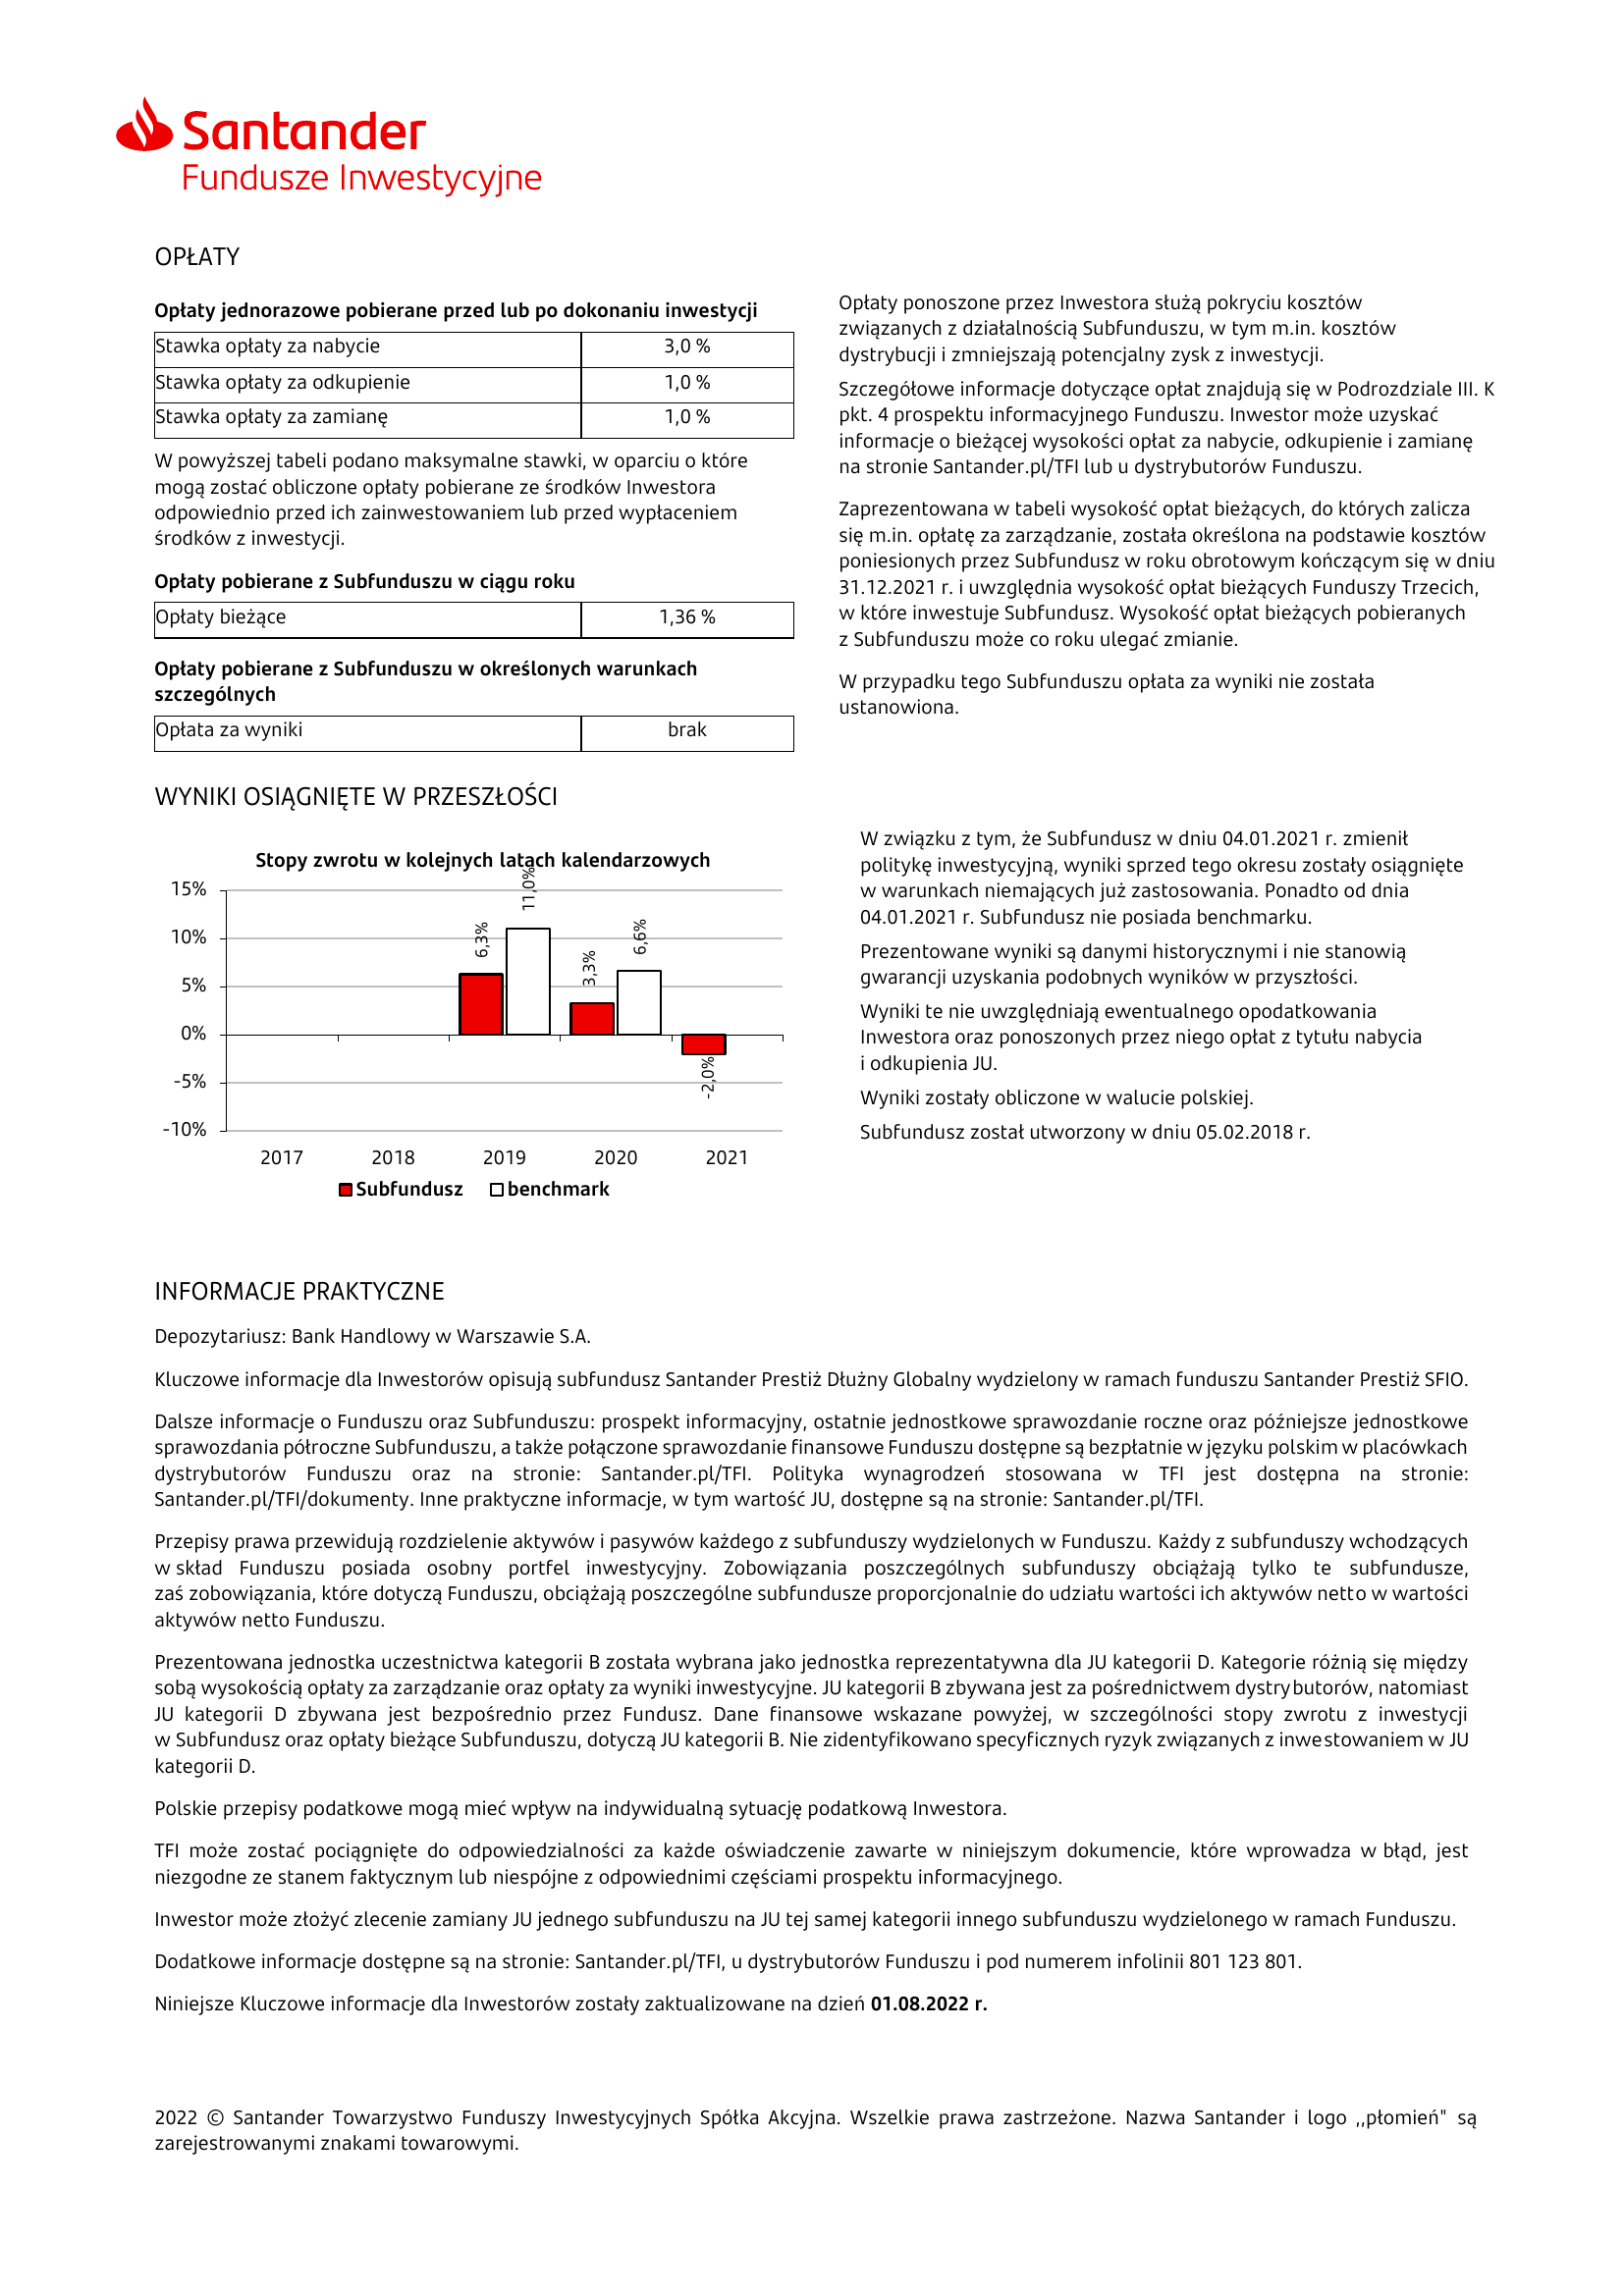 Santander
Fundusze Inwestycyjne
OPŁATY
Opłaty jednorazowe pobierane przed lub po dokonaniu inwestycji
Stawka opłaty za nabycie 3,0 %
Stawka opłaty za odkupienie 1,0 %
Stawka opłaty za zamianę 1,0 %
W powyższej tabeli podano maksymalne stawki, w oparciu o które
mogą zostać obliczone opłaty pobierane ze środków Inwestora
odpowiednio przed ich zainwestowaniem lub przed wypłaceniem
środków z inwestycji.
Opłaty pobierane z Subfunduszu w ciągu roku
Opłaty bieżące 1,36 %
Opłaty pobierane z Subfunduszu w określonych warunkach
szczególnych
Opłata za wyniki brak
Opłaty ponoszone przez Inwestora służą pokryciu kosztów
związanych z działalnością Subfunduszu, w tym m.in. kosztów
dystrybucji i zmniejszają potencjalny zysk z inwestycji.
Szczegółowe informacje dotyczące opłat znajdują się w Podrozdziale III. K
pkt. 4 prospektu informacyjnego Funduszu. Inwestor może uzyskać
informacje o bieżącej wysokości opłat za nabycie, odkupienie i zamianę
na stronie Santander.pl/TFI lub u dystrybutorów Funduszu.
Zaprezentowana w tabeli wysokość opłat bieżących, do których zalicza
się m.in. opłatę za zarządzanie, została określona na podstawie kosztów
poniesionych przez Subfundusz w roku obrotowym kończącym się w dniu
31.12.2021 r. i uwzględnia wysokość opłat bieżących Funduszy Trzecich,
w które inwestuje Subfundusz. Wysokość opłat bieżących pobieranych
z Subfunduszu może co roku ulegać zmianie.
W przypadku tego Subfunduszu opłata za wyniki nie została
ustanowiona.
WYNIKI OSIĄGNIĘTE W PRZESZŁOŚCI
Stopy zwrotu w kolejnych latach kalendarzowych
15%
10%
5%
0%
-5%
-10%
6,3%
11,0%
3,3%
6,6%
-2,0%
2017 2018 2019 2020 2021
Subfundusz benchmark
W związku z tym, że Subfundusz w dniu 04.01.2021 r. zmienił
politykę inwestycyjną, wyniki sprzed tego okresu zostały osiągnięte
w warunkach niemających już zastosowania. Ponadto od dnia
04.01.2021 r. Subfundusz nie posiada benchmarku.
Prezentowane wyniki są danymi historycznymi i nie stanowią
gwarancji uzyskania podobnych wyników w przyszłości.
Wyniki te nie uwzględniają ewentualnego opodatkowania
Inwestora oraz ponoszonych przez niego opłat z tytułu nabycia
i odkupienia JU.
Wyniki zostały obliczone w walucie polskiej.
Subfundusz został utworzony w dniu 05.02.2018 r.
INFORMACJE PRAKTYCZNE
Depozytariusz: Bank Handlowy w Warszawie S.A.
Kluczowe informacje dla Inwestorów opisują subfundusz Santander Prestiż Dłużny Globalny wydzielony w ramach funduszu Santander Prestiż SFIO.
Dalsze informacje o Funduszu oraz Subfunduszu: prospekt informacyjny, ostatnie jednostkowe sprawozdanie roczne oraz późniejsze jednostkowe
sprawozdania półroczne Subfunduszu, a także połączone sprawozdanie finansowe Funduszu dostępne są bezpłatnie w języku polskim w placówkach
dystrybutorów Funduszu oraz na stronie: Santander.pl/TFI. Polityka wynagrodzeń stosowana w TFI jest dostępna na stronie:
Santander.pl/TFI/dokumenty. Inne praktyczne informacje, w tym wartość JU, dostępne są na stronie: Santander.pl/TFI.
Przepisy prawa przewidują rozdzielenie aktywów i pasywów każdego z subfunduszy wydzielonych w Funduszu. Każdy z subfunduszy wchodzących
w skład Funduszu posiada osobny portfel inwestycyjny. Zobowiązania poszczególnych subfunduszy obciążają tylko te subfundusze,
zaś zobowiązania, które dotyczą Funduszu, obciążają poszczególne subfundusze proporcjonalnie do udziału wartości ich aktywów netto w wartości
aktywów netto Funduszu.
Prezentowana jednostka uczestnictwa kategorii B została wybrana jako jednostka reprezentatywna dla JU kategorii D. Kategorie różnią się między
sobą wysokością opłaty za zarządzanie oraz opłaty za wyniki inwestycyjne. JU kategorii B zbywana jest za pośrednictwem dystrybutorów, natomiast
JU kategorii D zbywana jest bezpośrednio przez Fundusz. Dane finansowe wskazane powyżej, w szczególności stopy zwrotu z inwestycji
w Subfundusz oraz opłaty bieżące Subfunduszu, dotyczą JU kategorii B. Nie zidentyfikowano specyficznych ryzyk związanych z inwestowaniem w JU
kategorii D.
Polskie przepisy podatkowe mogą mieć wpływ na indywidualną sytuację podatkową Inwestora.
TFI może zostać pociągnięte do odpowiedzialności za każde oświadczenie zawarte w niniejszym dokumencie, które wprowadza w błąd, jest
niezgodne ze stanem faktycznym lub niespójne z odpowiednimi częściami prospektu informacyjnego.
Inwestor może złożyć zlecenie zamiany JU jednego subfunduszu na JU tej samej kategorii innego subfunduszu wydzielonego w ramach Funduszu.
Dodatkowe informacje dostępne są na stronie: Santander.pl/TFI, u dystrybutorów Funduszu i pod numerem infolinii 801 123 801.
Niniejsze Kluczowe informacje dla Inwestorów zostały zaktualizowane na dzień 01.08.2022 r.
2022 © Santander Towarzystwo Funduszy Inwestycyjnych Spółka Akcyjna. Wszelkie prawa zastrzeżone. Nazwa Santander i logo ,,płomień" są
zarejestrowanymi znakami towarowymi.